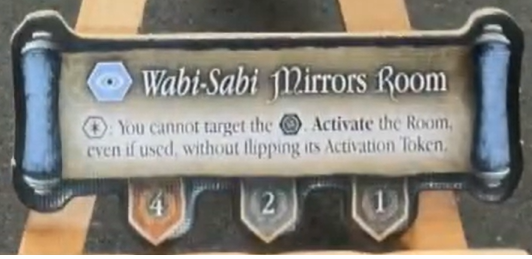 Wabi-Sabi Mirrors Room
: You cannot target the . Activate the Room,
even if used, without flipping its Activation Token.
4 2 1